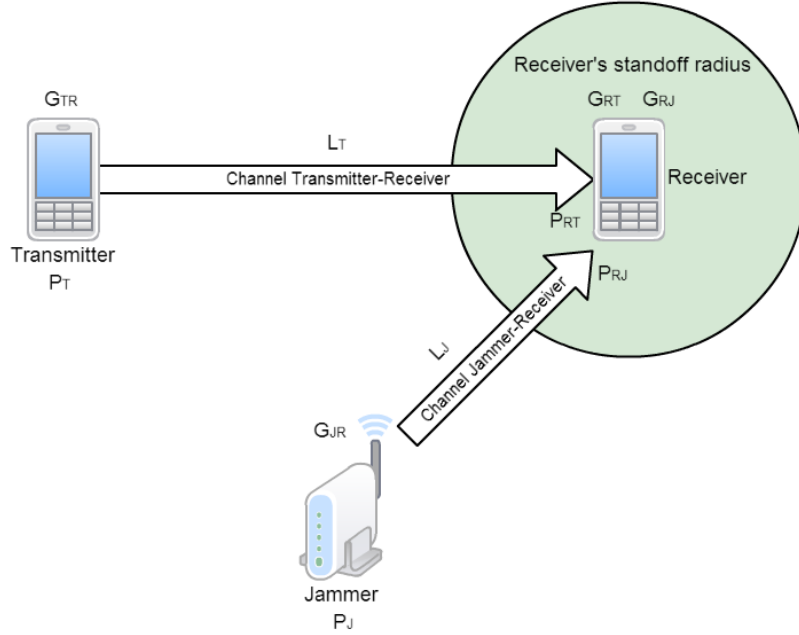 Receiver's standoff radius
GTR
GRT GRJ
LT
Channel Transmitter-Receiver
Receiver
PRT
Transmitter
PT
PRJ
LJ
Channel Jammer-Receiver
GJR
Jammer
PJ